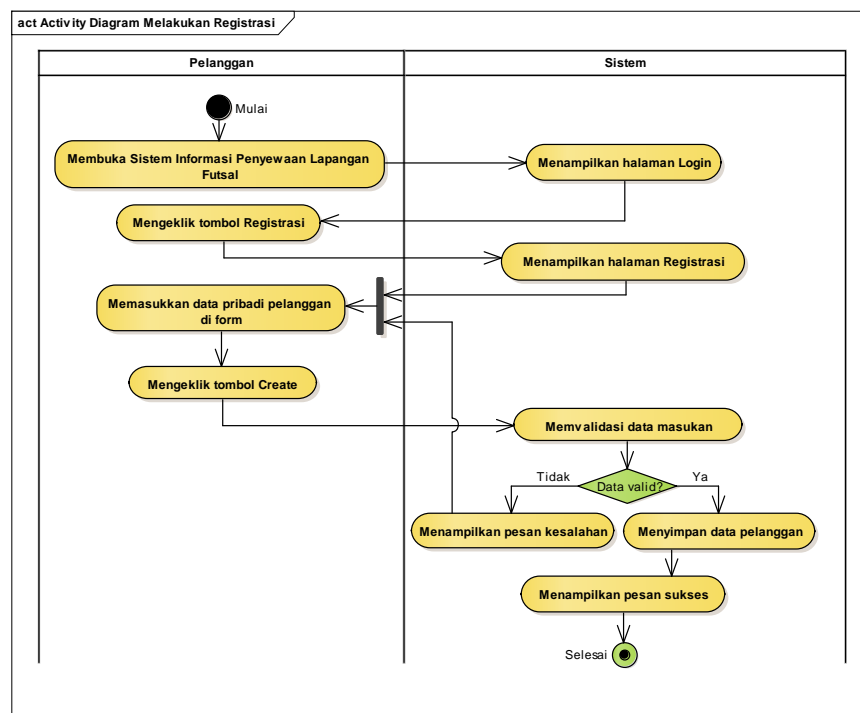 act Activity Diagram Melakukan Registrasi
Pelanggan
Sistem
Mulai
Membuka Sistem Informasi Penyewaan Lapangan
Futsal
Menampilkan halaman Login
Mengeklik tombol Registrasi
Menampilkan halaman Registrasi
Memasukkan data pribadi pelanggan
di form
Mengeklik tombol Create
Memvalidasi data masukan
Tidak
Data valid?
Ya
Menampilkan pesan kesalahan
Menyimpan data pelanggan
Menampilkan pesan sukses
Selesai